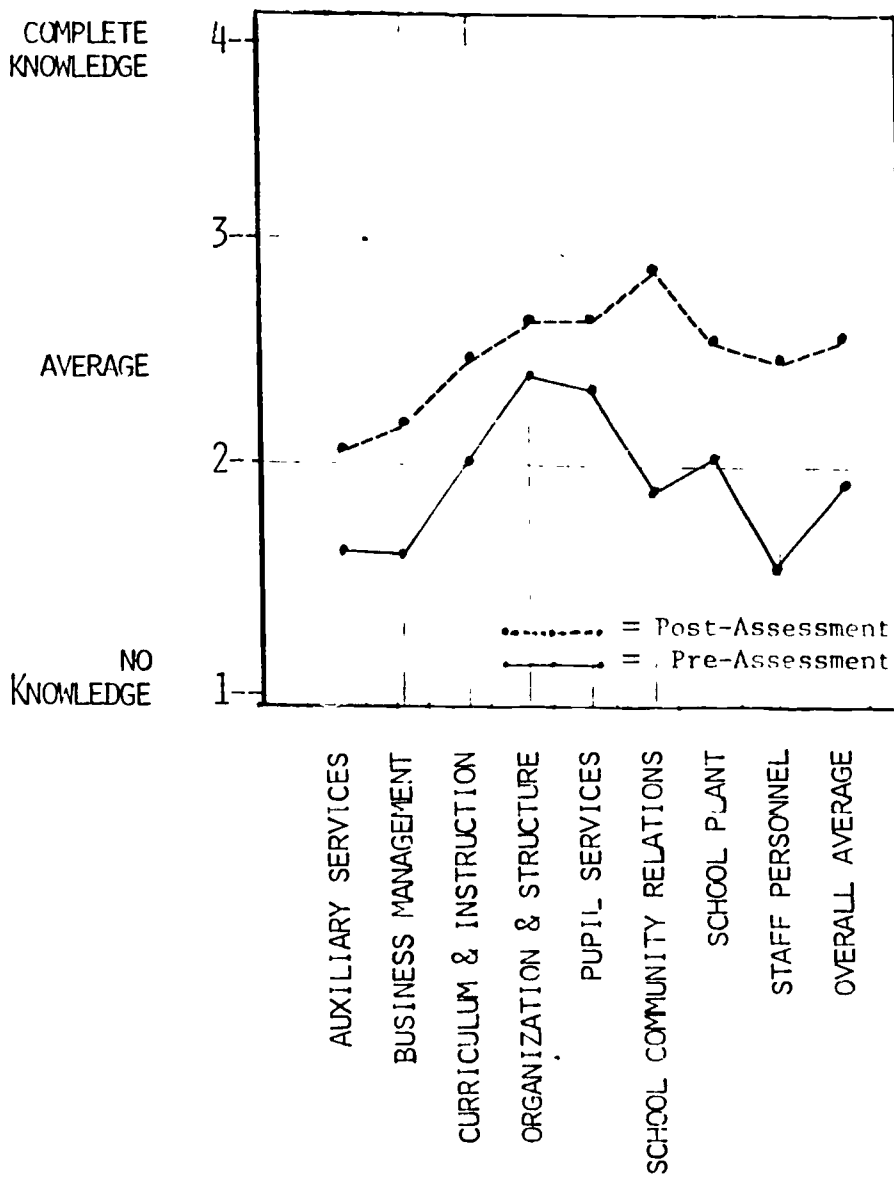 COMPLETE
KNOWLEDGE
4
3
AVERAGE
2
= Post-Assessment
= Pre-Assessment
NO
KNOWLEDGE
1
AUXILIARY SERVICES
BUSINESS MANAGEMENT
CURRICULUM & INSTRUCTION
ORGANIZATION & STRUCTURE
PUPIL SERVICES
SCHOOL COMMUNITY RELATIONS
SCHOOL PLANT
STAFF PERSONNEL
OVERALL AVERAGE